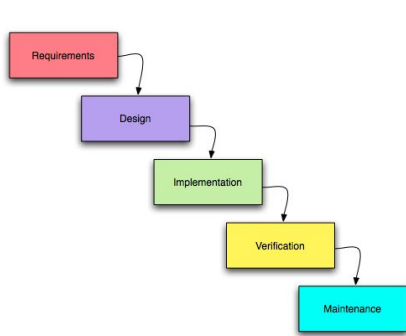 Requirements
Design
Implementation
Verification
Maintenance